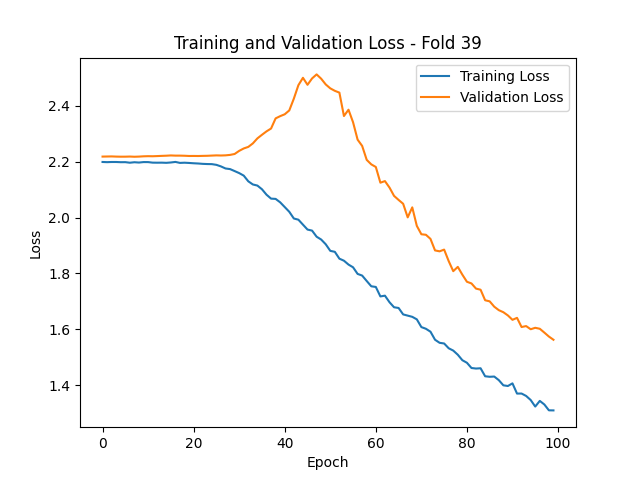 Training and Validation Loss - Fold 39
Training Loss
Validation Loss
Loss
2.4
2.2
2.0
1.8
1.6
1.4
0 20 40 60 80 100
Epoch